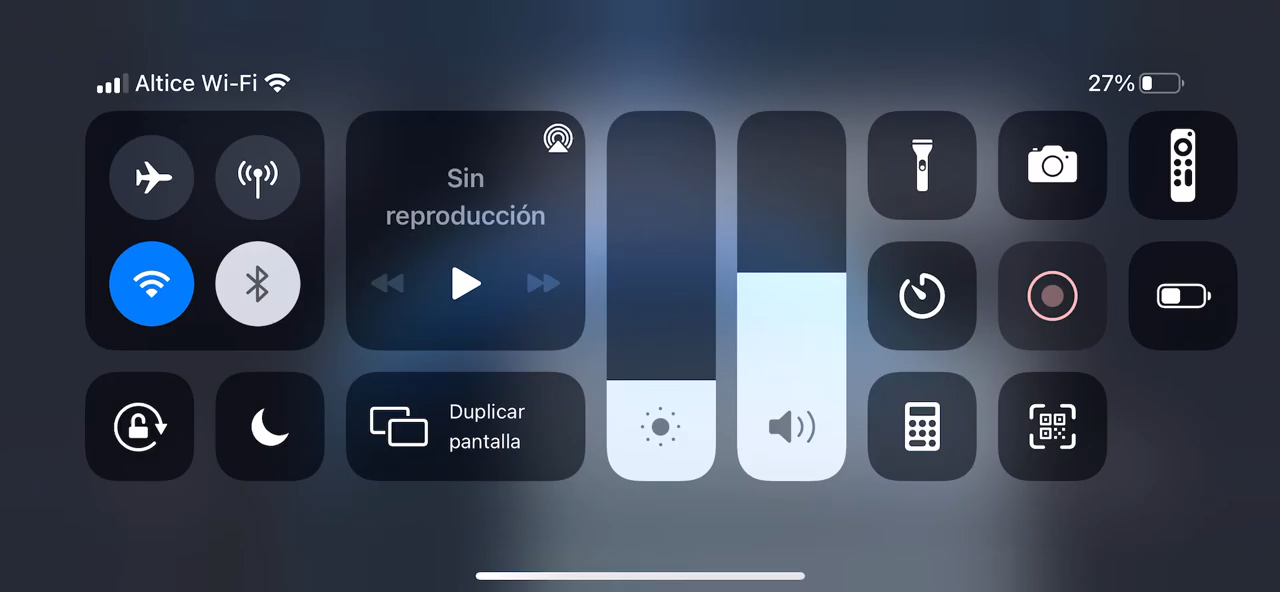 Altice Wi-Fi
27%
Sin
reproducción
Duplicar
pantalla